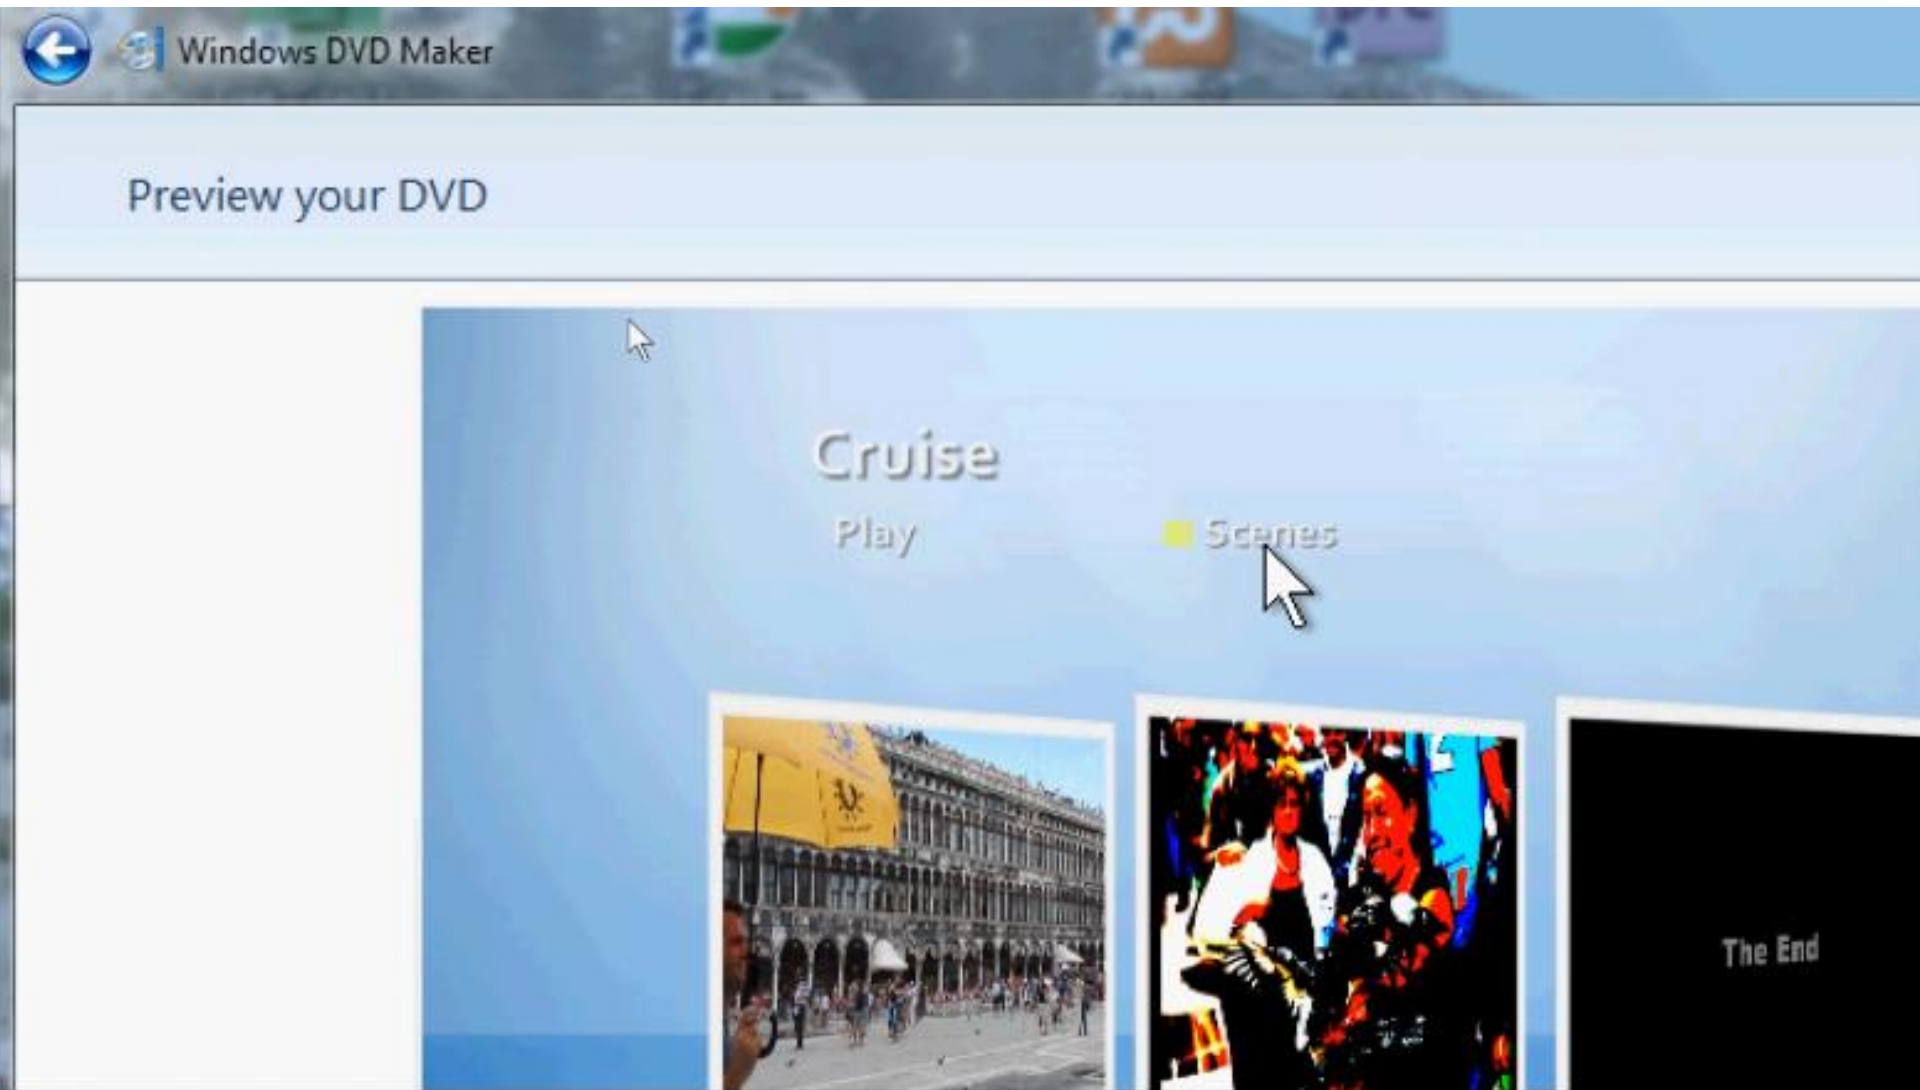 Windows DVD Maker
Preview your DVD
Cruise
Play
Scenes
The End